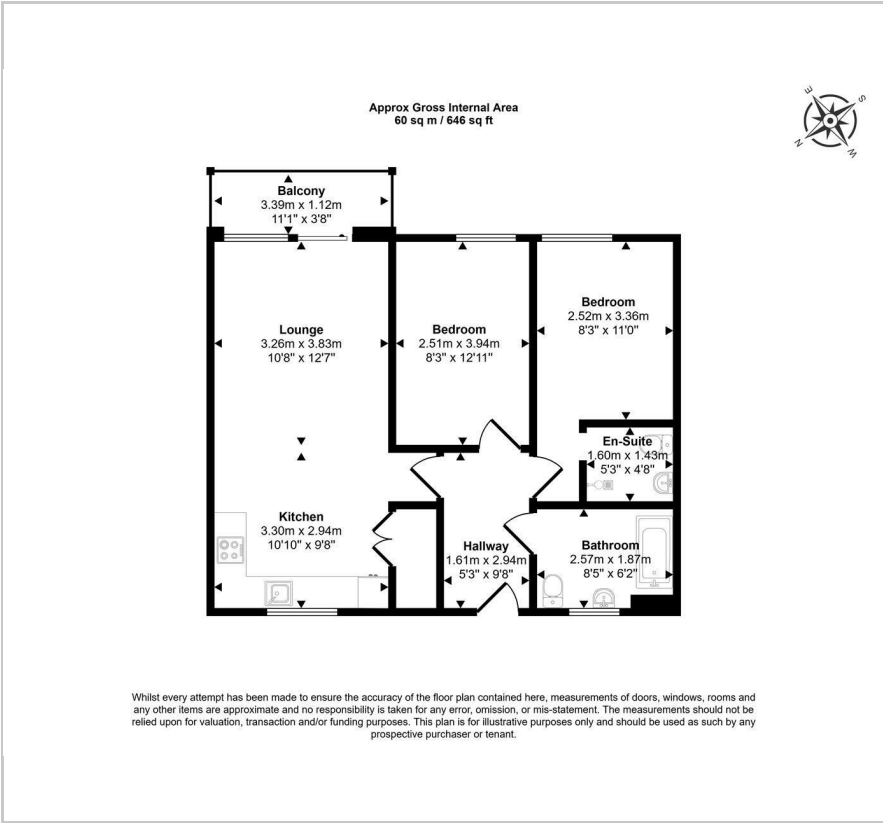 Approx Gross Internal Area
60 sq m / 646 sq ft
E
S
N
W
Balcony
3.39m x 1.12m
11'1" x 3'8"
Lounge
3.26m x 3.83m
10'8" x 12'7"
Bedroom
2.51m x 3.94m
8'3" x 12'11"
Bedroom
2.52m x 3.36m
8'3" x 11'0"
En-Suite
1.60m x 1.43m
5'3" x 4'8"
Kitchen
3.30m x 2.94m
10'10" x 9'8"
Hallway
1.61m x 2.94m
5'3" x 9'8"
Bathroom
2.57m x 1.87m
8'5" x 6'2"
Whilst every attempt has been made to ensure the accuracy of the floor plan contained here, measurements of doors, windows, rooms and
any other items are approximate and no responsibility is taken for any error, omission, or mis-statement. The measurements should not be
relied upon for valuation, transaction and/or funding purposes. This plan is for illustrative purposes only and should be used as such by any
prospective purchaser or tenant.